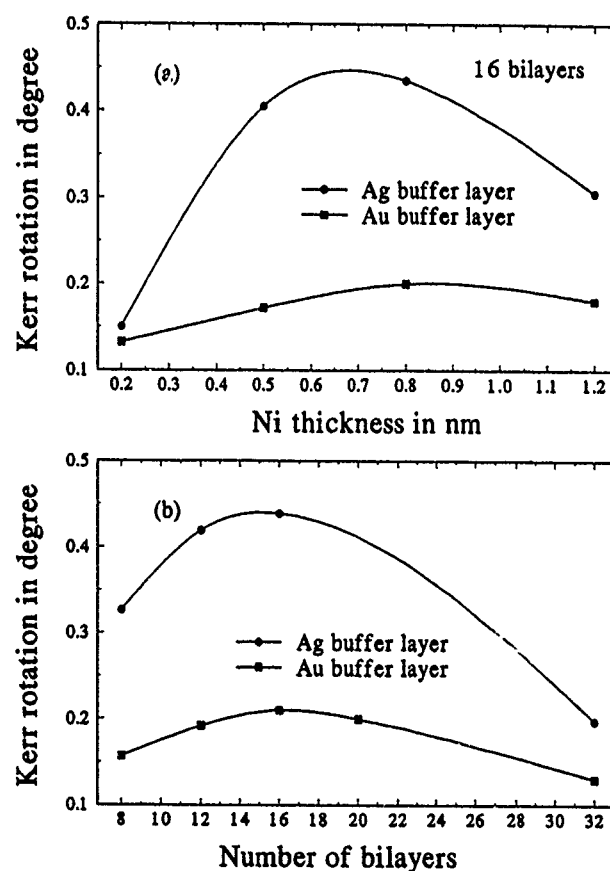 0.5
(a.)
16 bilayers
0.4
Ag buffer layer
Au buffer layer
0.3
0.2
0.1
Kerr rotation in degree
0.2 0.3 0.4 0.5 0.6 0.7 0.8 0.9 1.0 1.1 1.2
Ni thickness in nm
0.5
(b)
0.4
0.3
Ag buffer layer
Au buffer layer
0.2
0.1
Kerr rotation in degree
8 10 12 14 16 18 20 22 24 26 28 30 32
Number of bilayers